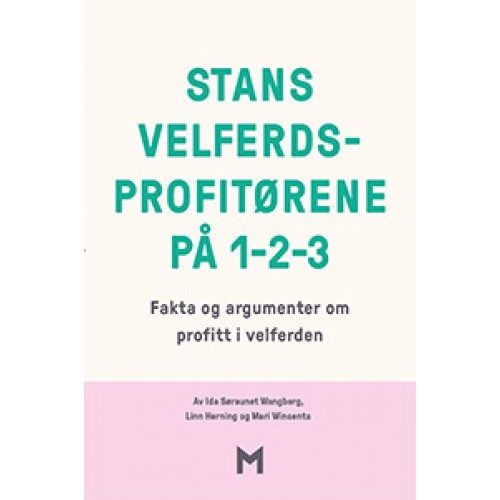 STANS
VELFERDS-
PROFITØRENE
PÅ 1-2-3
Fakta og argumenter om
profitt i velferden
Av Ida Søraunet Wangberg,
Linn Herning og Mari Winsents
M